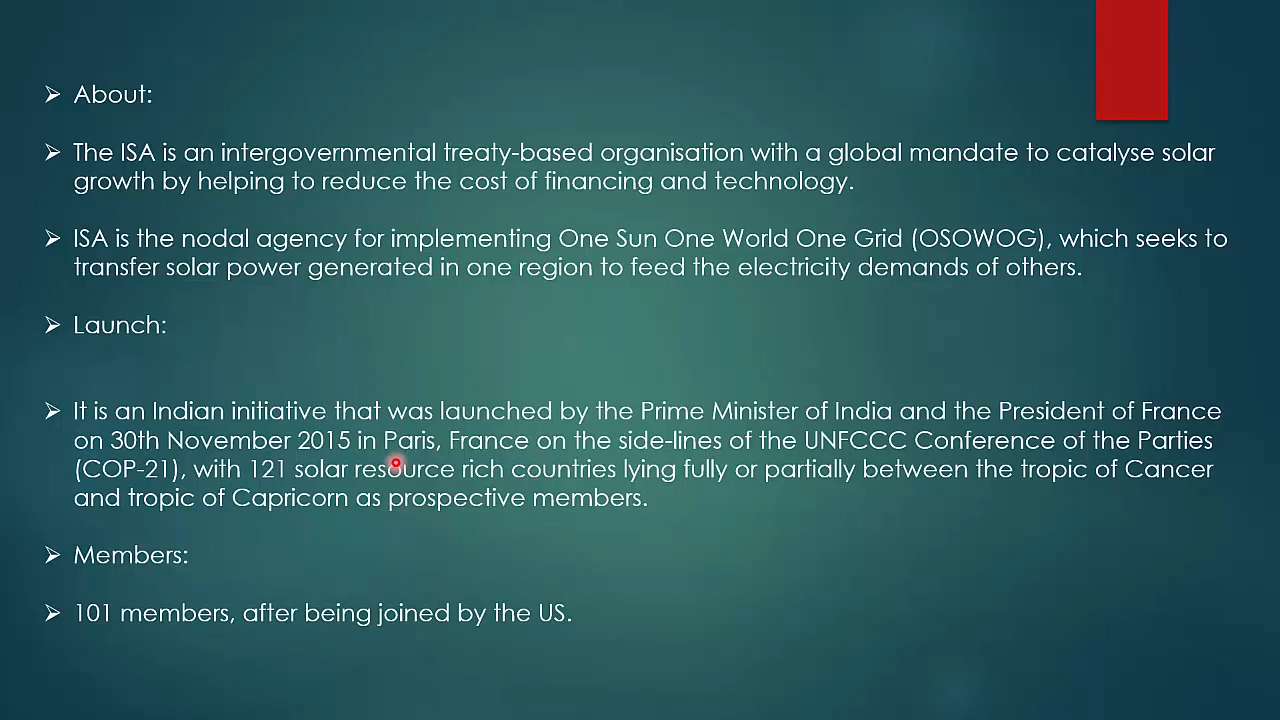 About:
The ISA is an intergovernmental treaty-based organisation with a global mandate to catalyse solar
growth by helping to reduce the cost of financing and technology.
ISA is the nodal agency for implementing One Sun One World One Grid (OSOWOG), which seeks to
transfer solar power generated in one region to feed the electricity demands of others.
Launch:
It is an Indian initiative that was launched by the Prime Minister of India and the President of France
on 30th November 2015 in Paris, France on the side-lines of the UNFCCC Conference of the Parties
(COP-21), with 121 solar resource rich countries lying fully or partially between the tropic of Cancer
and tropic of Capricorn as prospective members.
Members:
101 members, after being joined by the US.